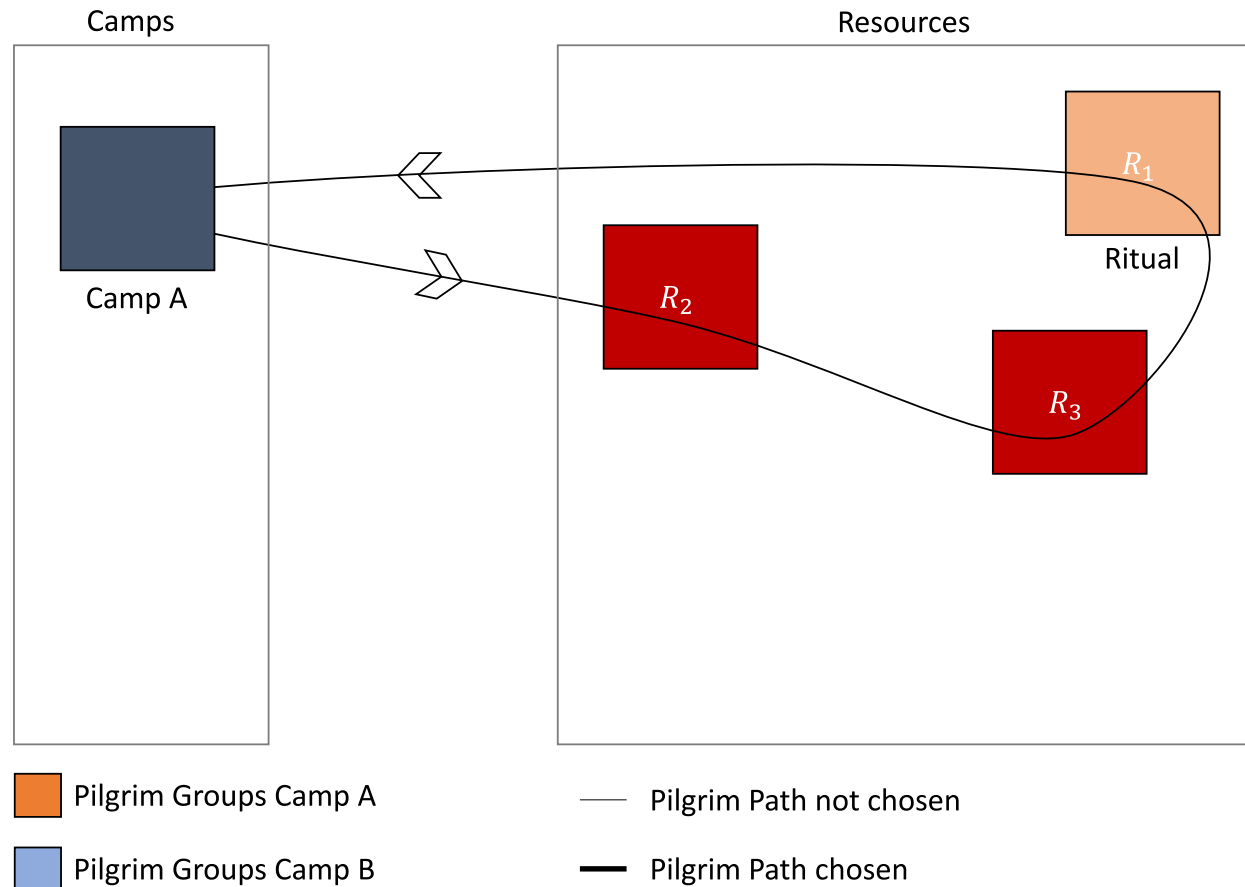 Camps
Resources
R1
Ritual
Camp A
R2
R3
Pilgrim Groups Camp A
Pilgrim Path not chosen
Pilgrim Groups Camp B
Pilgrim Path chosen